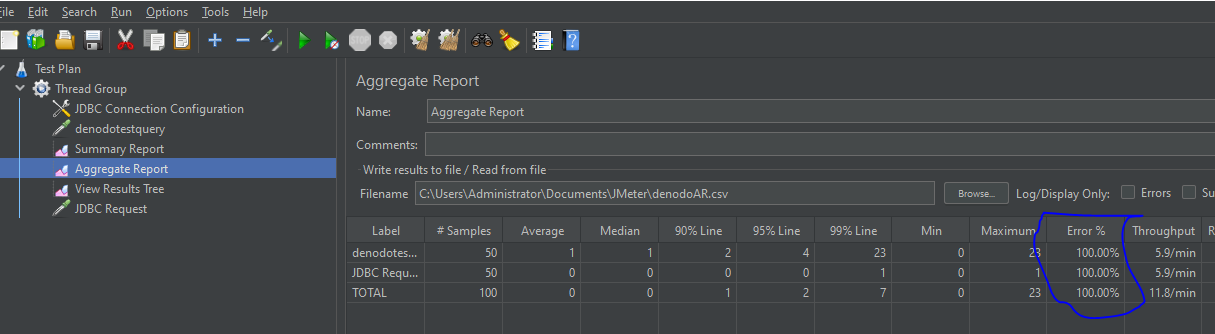 File Edit Search Run Options Tools Help
STOP
Test Plan
Thread Group
JDBC Connection Configuration
denodotestquery
Summary Report
Aggregate Report
View Results Tree
JDBC Request
Aggregate Report
Name: Aggregate Report
Comments:
Write results to file / Read from file
Filename C:\Users\Administrator\Documents\JMeter\denodoAR.csv Browse... Log/Display Only: Errors Su
Label # Samples Average Median 90% Line 95% Line 99% Line Min Maximum Error % Throughput R
denodotes... 50 1 1 2 4 23 0 23 100.00% 5.9/min
JDBC Requ... 50 0 0 0 0 1 0 1 100.00% 5.9/min
TOTAL 100 0 0 1 2 7 0 23 100.00% 11.8/min